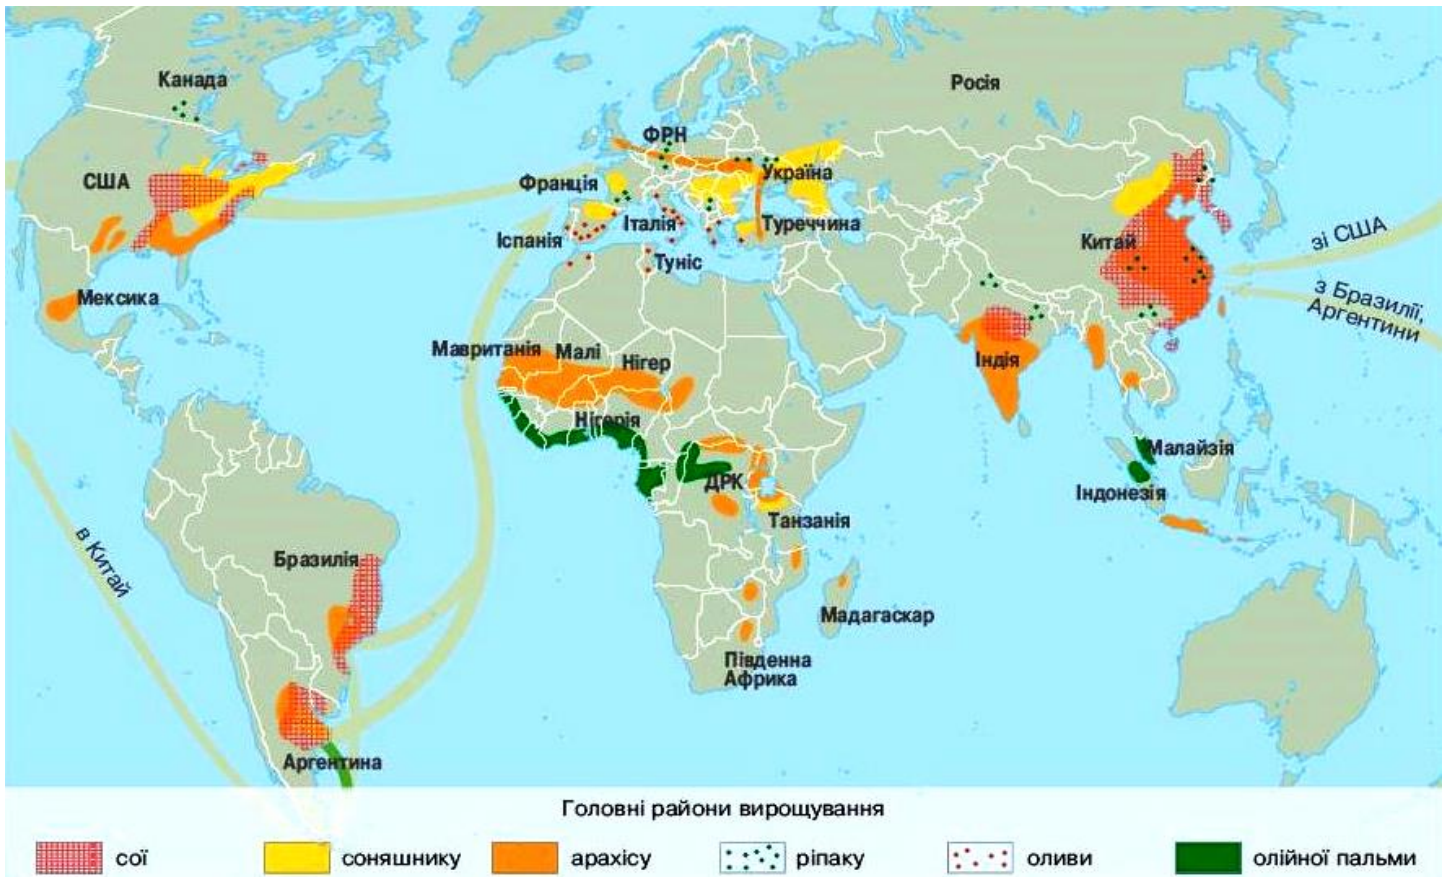 Канада
Росія
ФРН
США
Україна
Франція
Іспанія
Італія
Туреччина
Китай
зі США
Туніс
Мексика
з Бразилії,
Аргентини
Мавританія
Малі
Нігер
Індія
Нігерія
Малайзія
ДРК
Індонезія
Танзанія
в Китай
Бразилія
Мадагаскар
Південна
Африка
Аргентина
Головні райони вирощування
сої
соняшнику
арахісу
ріпаку
оливи
олійної пальми